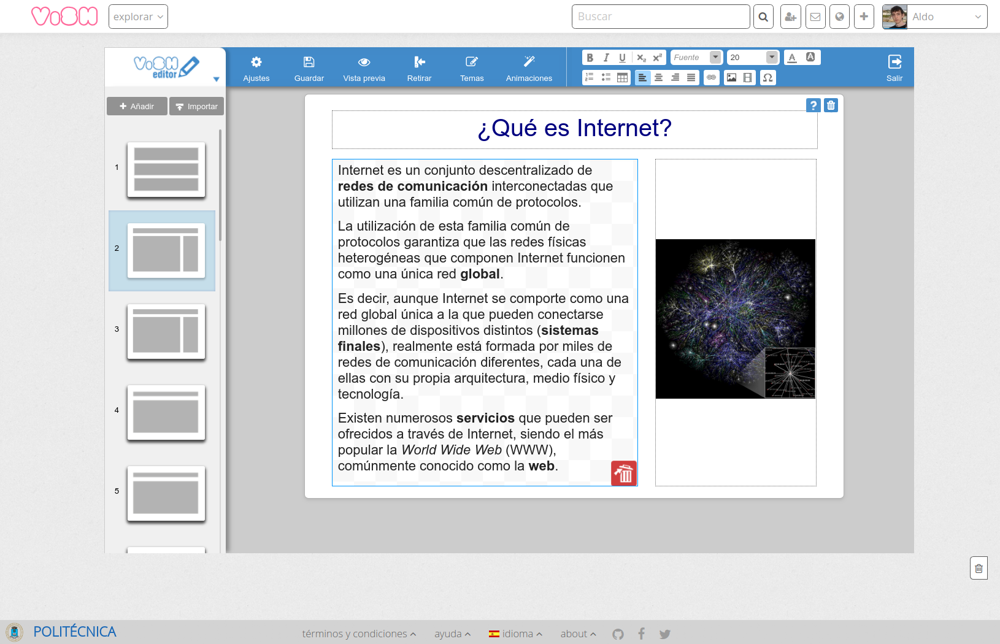 ViSH
explorar
Buscar
Aldo
ViSH
editor
Ajustes
Guardar
Vista previa
Retirar
Temas
Animaciones
B I U X₂ X²
Fuente
20
A A
Ω
Salir
Añadir
Importar
?
¿Qué es Internet?
1
2
3
4
5
Internet es un conjunto descentralizado de
redes de comunicación interconectadas que
utilizan una familia común de protocolos.
La utilización de esta familia común de
protocolos garantiza que las redes físicas
heterogéneas que componen Internet funcionen
como una única red global.
Es decir, aunque Internet se comporte como una
red global única a la que pueden conectarse
millones de dispositivos distintos (sistemas
finales), realmente está formada por miles de
redes de comunicación diferentes, cada una de
ellas con su propia arquitectura, medio físico y
tecnología.
Existen numerosos servicios que pueden ser
ofrecidos a través de Internet, siendo el más
popular la World Wide Web (WWW),
comúnmente conocido como la web.
POLITÉCNICA
términos y condiciones
ayuda
idioma
about